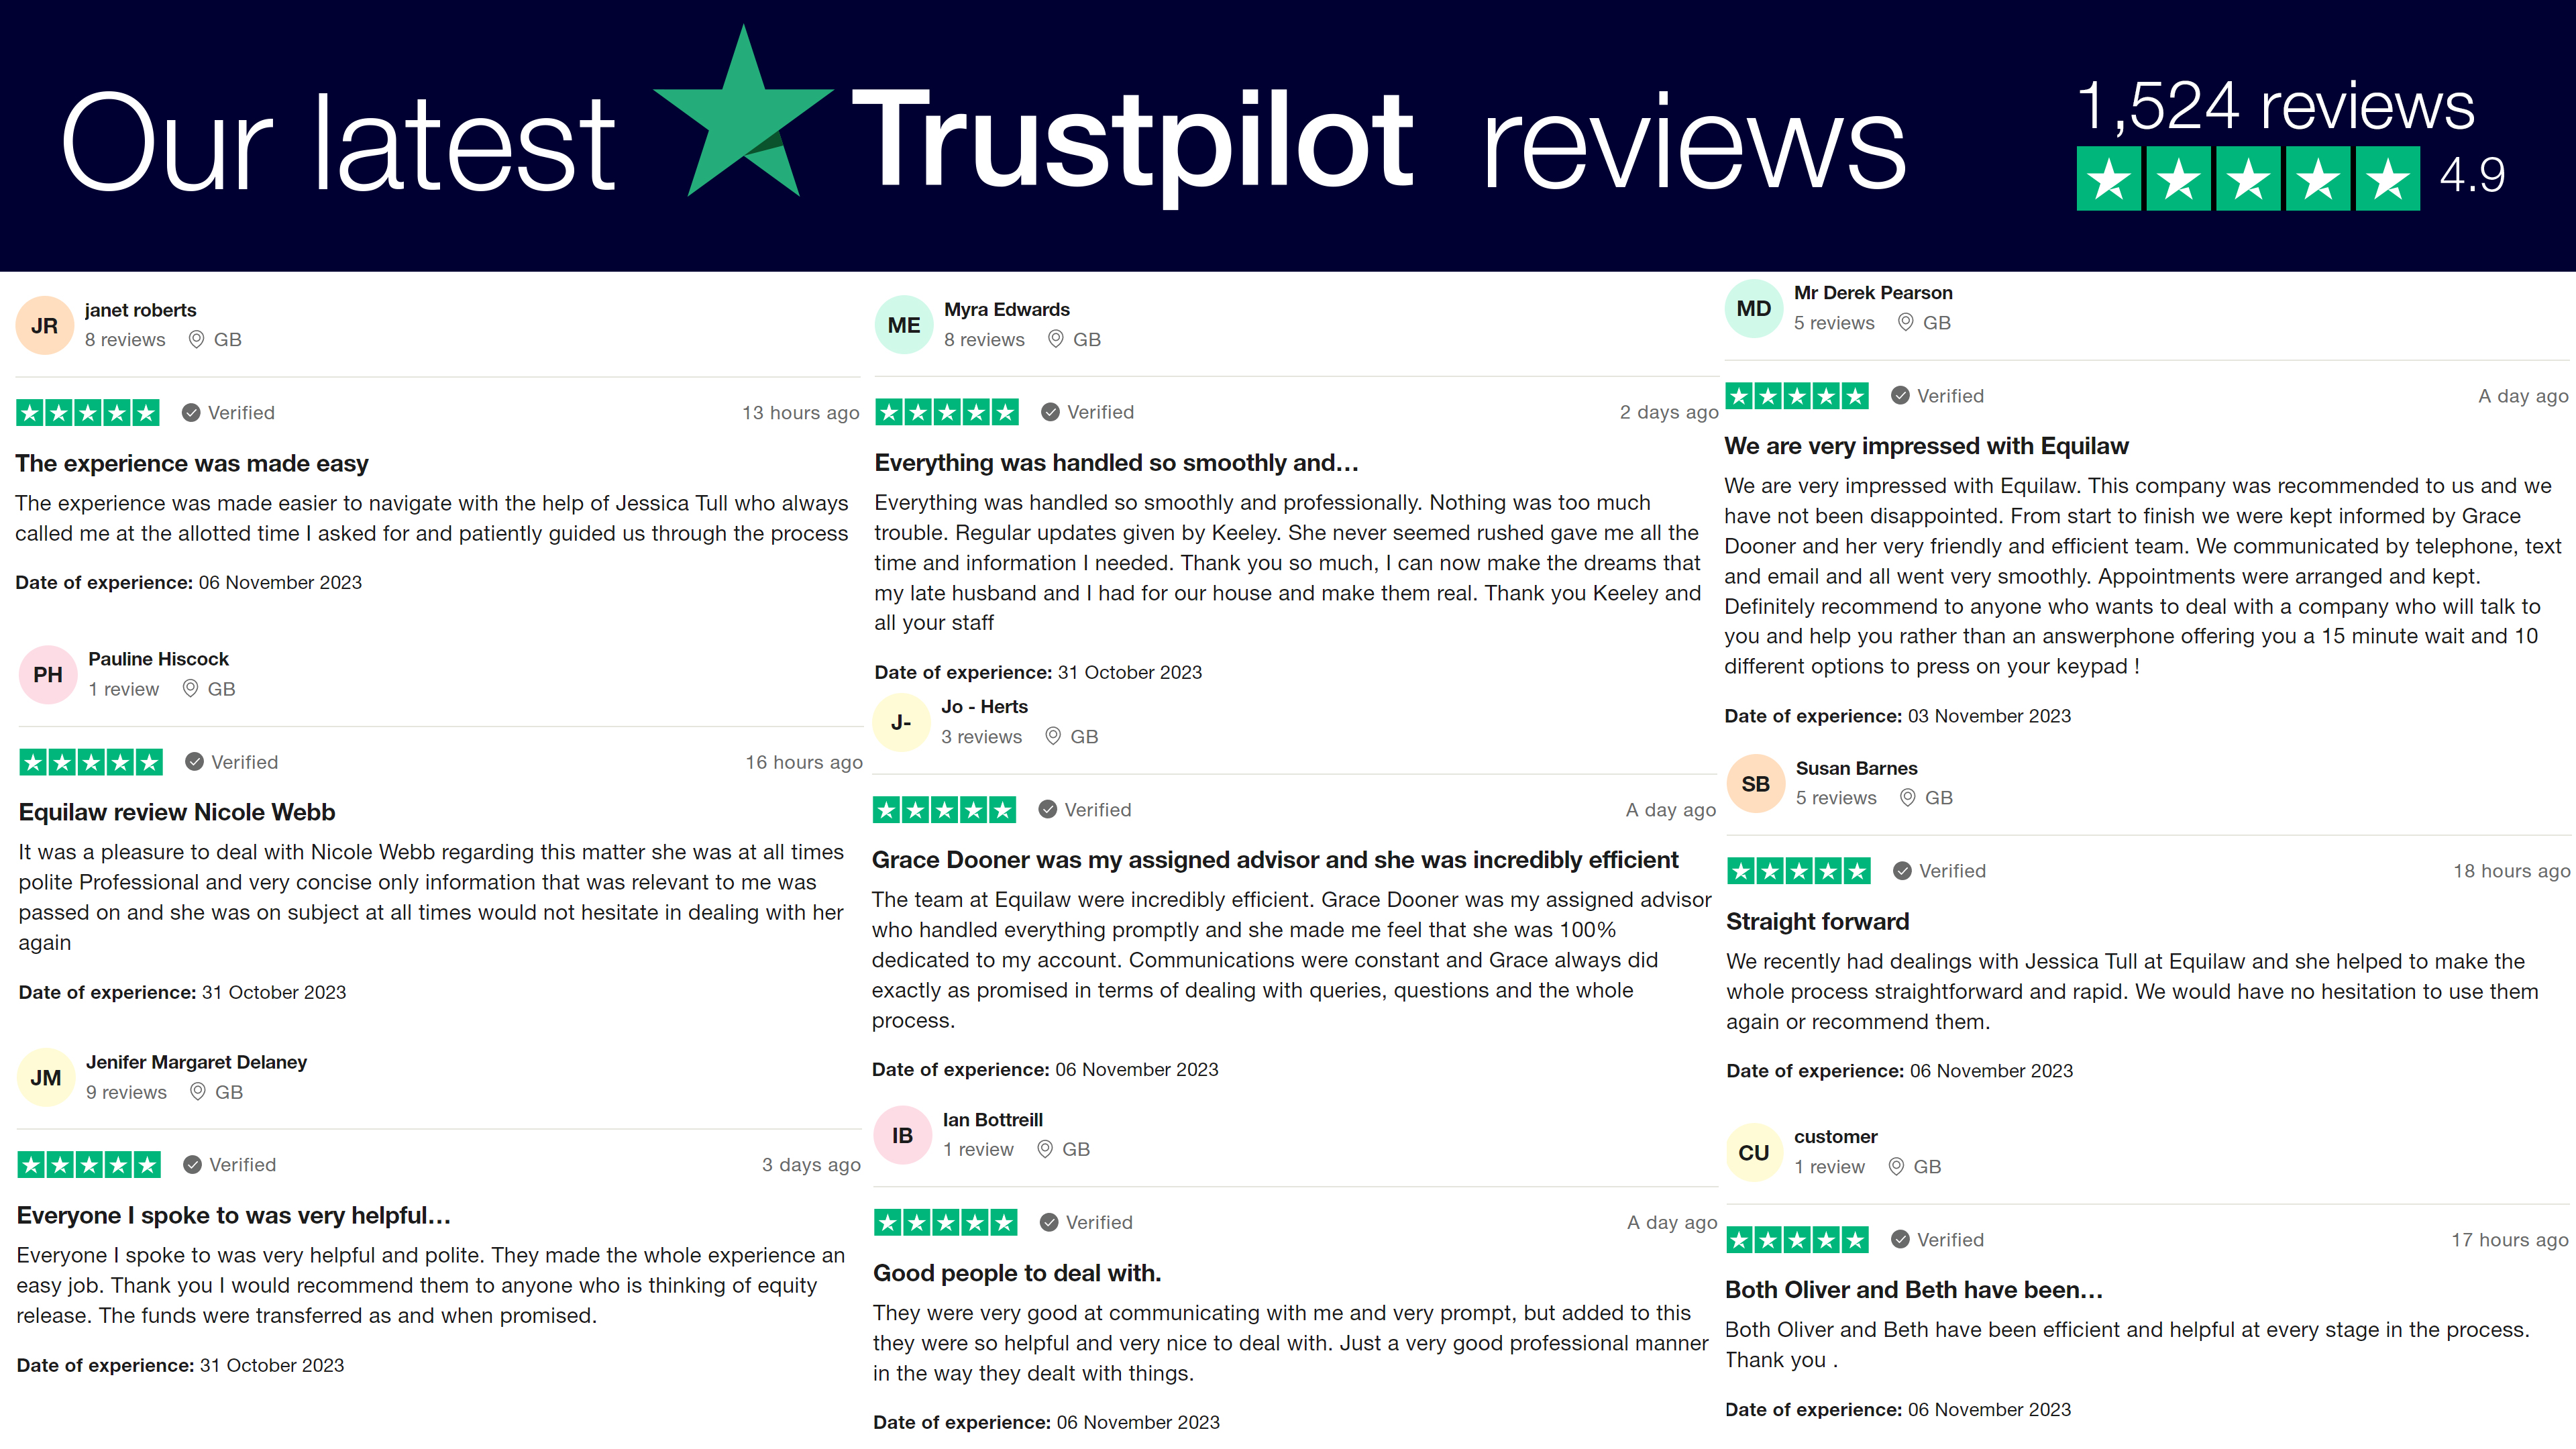 Our latest Trustpilot reviews
1,524 reviews
4.9
JR
janet roberts
8 reviews GB
Verified
13 hours ago
The experience was made easy
The experience was made easier to navigate with the help of Jessica Tull who always
called me at the allotted time I asked for and patiently guided us through the process
Date of experience: 06 November 2023
PH
Pauline Hiscock
1 review GB
Verified
16 hours ago
Equilaw review Nicole Webb
It was a pleasure to deal with Nicole Webb regarding this matter she was at all times
polite Professional and very concise only information that was relevant to me was
passed on and she was on subject at all times would not hesitate in dealing with her
again
Date of experience: 31 October 2023
JM
Jenifer Margaret Delaney
9 reviews GB
Verified
3 days ago
Everyone I spoke to was very helpful…
Everyone I spoke to was very helpful and polite. They made the whole experience an
easy job. Thank you I would recommend them to anyone who is thinking of equity
release. The funds were transferred as and when promised.
Date of experience: 31 October 2023
ME
Myra Edwards
8 reviews GB
Verified
2 days ago
Everything was handled so smoothly and…
Everything was handled so smoothly and professionally. Nothing was too much
trouble. Regular updates given by Keeley. She never seemed rushed gave me all the
time and information I needed. Thank you so much, I can now make the dreams that
my late husband and I had for our house and make them real. Thank you Keeley and
all your staff
Date of experience: 31 October 2023
J-
Jo - Herts
3 reviews GB
Verified
A day ago
Grace Dooner was my assigned advisor and she was incredibly efficient
The team at Equilaw were incredibly efficient. Grace Dooner was my assigned advisor
who handled everything promptly and she made me feel that she was 100%
dedicated to my account. Communications were constant and Grace always did
exactly as promised in terms of dealing with queries, questions and the whole
process.
Date of experience: 06 November 2023
IB
Ian Bottreill
1 review GB
Verified
A day ago
Good people to deal with.
They were very good at communicating with me and very prompt, but added to this
they were so helpful and very nice to deal with. Just a very good professional manner
in the way they dealt with things.
Date of experience: 06 November 2023
MD
Mr Derek Pearson
5 reviews GB
Verified
A day ago
We are very impressed with Equilaw
We are very impressed with Equilaw. This company was recommended to us and we
have not been disappointed. From start to finish we were kept informed by Grace
Dooner and her very friendly and efficient team. We communicated by telephone, text
and email and all went very smoothly. Appointments were arranged and kept.
Definitely recommend to anyone who wants to deal with a company who will talk to
you and help you rather than an answerphone offering you a 15 minute wait and 10
different options to press on your keypad !
Date of experience: 03 November 2023
SB
Susan Barnes
5 reviews GB
Verified
18 hours ago
Straight forward
We recently had dealings with Jessica Tull at Equilaw and she helped to make the
whole process straightforward and rapid. We would have no hesitation to use them
again or recommend them.
Date of experience: 06 November 2023
CU
customer
1 review GB
Verified
17 hours ago
Both Oliver and Beth have been…
Both Oliver and Beth have been efficient and helpful at every stage in the process.
Thank you .
Date of experience: 06 November 2023